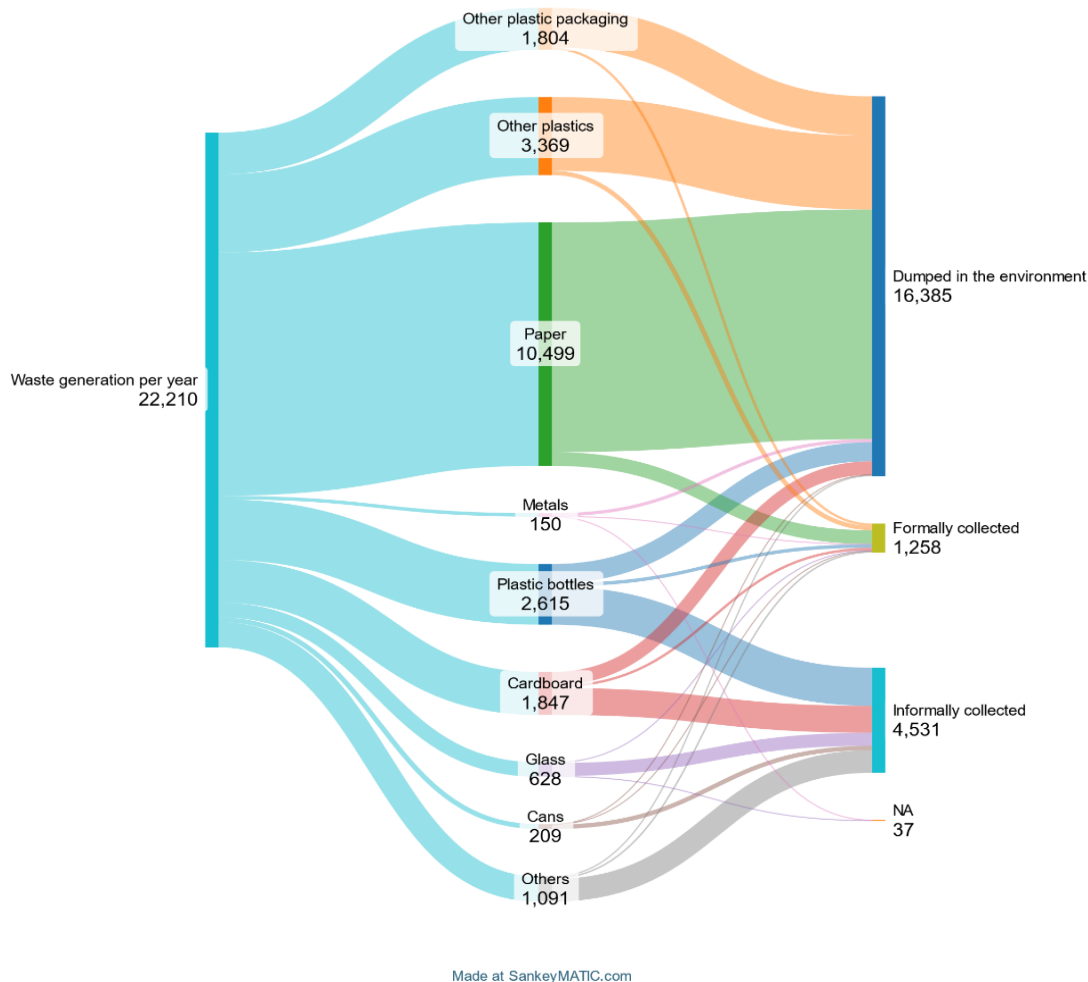 Other plastic packaging
1,804
Other plastics
3,369
Dumped in the environment
16,385
Paper
10,499
Waste generation per year
22,210
Metals
150
Formally collected
1,258
Plastic bottles
2,615
Cardboard
1,847
Informally collected
4,531
Glass
628
Cans
209
NA
37
Others
1,091
Made at SankeyMATIC.com